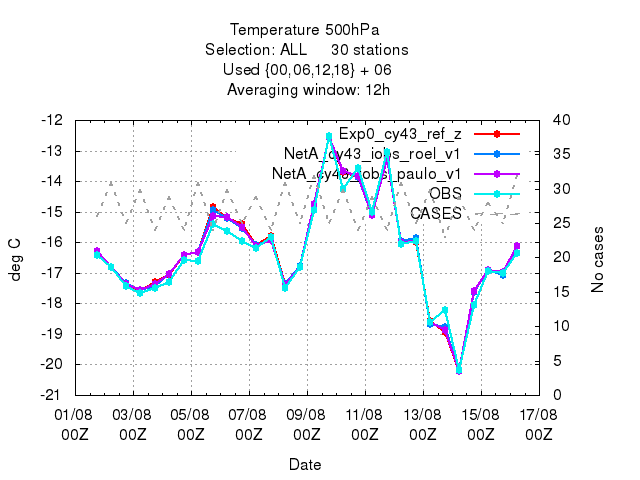 Temperature 500hPa
Selection: ALL     30 stations
Used {00,06,12,18} + 06
Averaging window: 12h
Exp0_cy43_ref_z
NetA_cy43_iobs_roel_v1
NetA_cy43_iobs_paulo_v1
OBS
CASES
deg C
-12
-13
-14
-15
-16
-17
-18
-19
-20
-21
No cases
40
35
30
25
20
15
10
5
0
01/08 03/08 05/08 07/08 09/08 11/08 13/08 15/08 17/08
00Z 00Z 00Z 00Z 00Z 00Z 00Z 00Z 00Z
Date